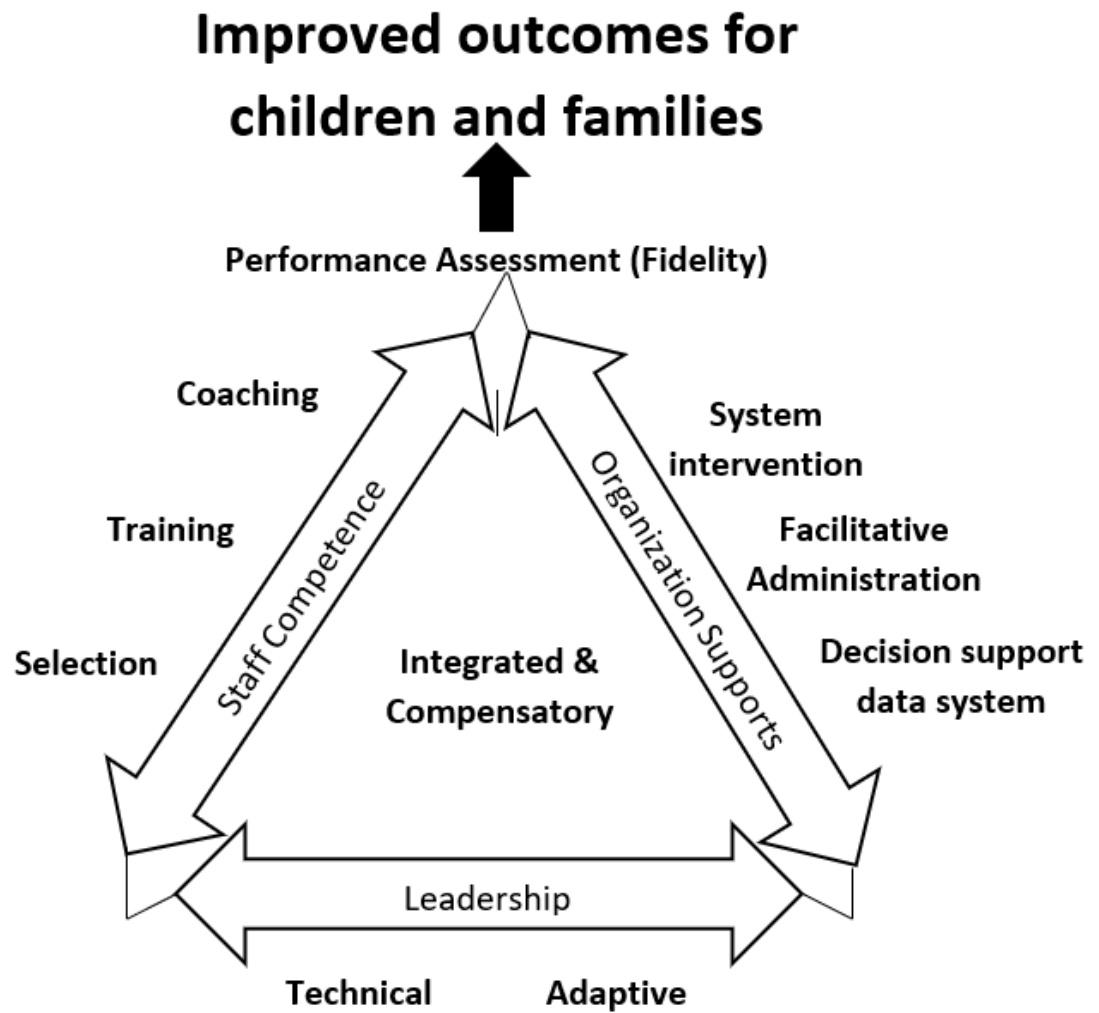 Improved outcomes for
children and families
Performance Assessment (Fidelity)
Coaching
Training
Selection
Staff Competence
Integrated &
Compensatory
Organization Supports
System
intervention
Facilitative
Administration
Decision support
data system
Leadership
Technical
Adaptive